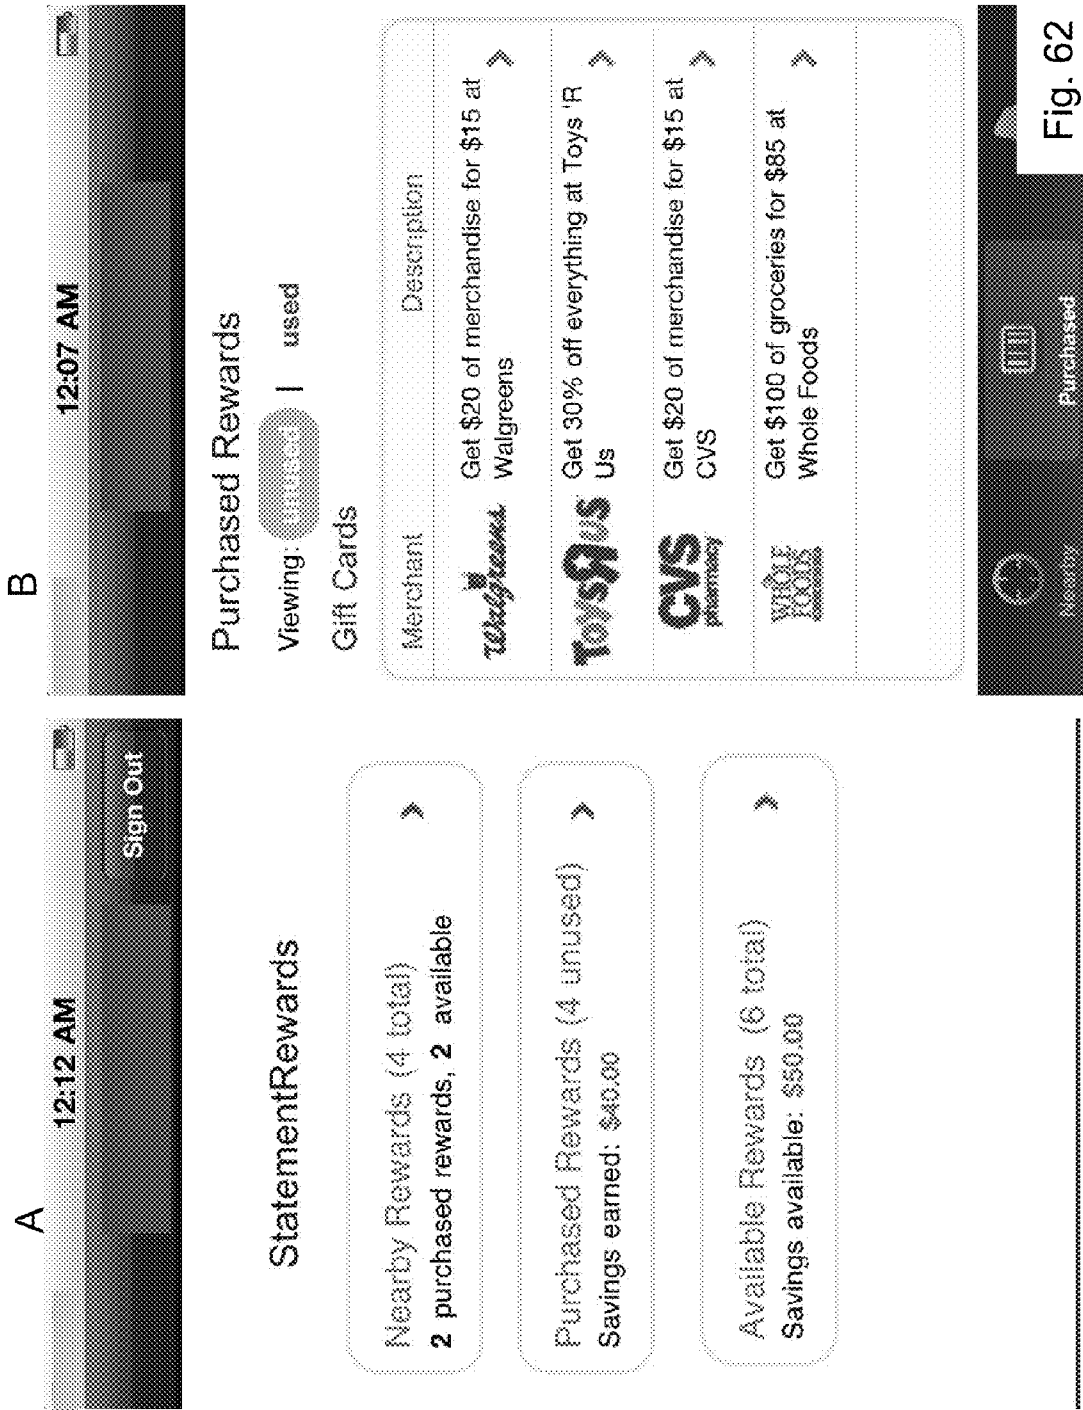 A
12:12 AM
Sign Out
StatementRewards
Nearby Rewards (4 total)
2 purchased rewards, 2 available
Purchased Rewards (4 unused)
Savings earned: $40.00
Available Rewards (6 total)
Savings available: $50.00
B
12:07 AM
Purchased Rewards
Viewing: unused | used
Gift Cards
Merchant Description
Walgreens Get $20 of merchandise for $15 at
Walgreens
ToysRus Get 30% off everything at Toys 'R
Us
CVS Get $20 of merchandise for $15 at
pharmacy CVS
WHOLE Get $100 of groceries for $85 at
FOODS Whole Foods
Nearby Purchased
Fig. 62